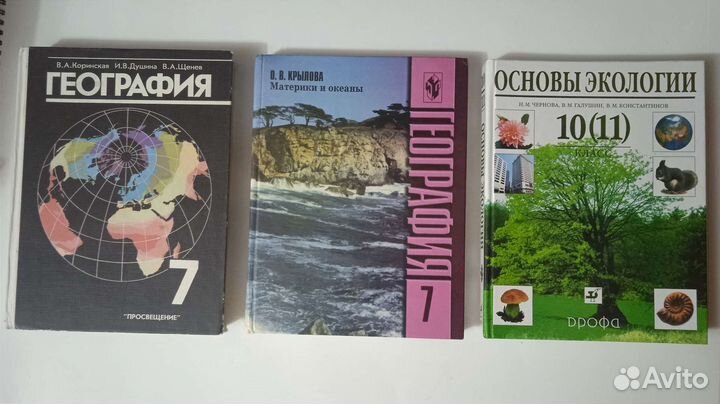 В.А.Коринская И.В.Душина В.А.Щенев
ГЕОГРАФИЯ
7
"ПРОСВЕЩЕНИЕ"
О. В. КРЫЛОВА
Материки и океаны
ГЕОГРАФИЯ
7
ОСНОВЫ ЭКОЛОГИИ
Н.М. ЧЕРНОВА, В.М. ГАЛУШИН, В.М. КОНСТАНТИНОВ
10(11)
КЛАСС
ДРОФА
Avito